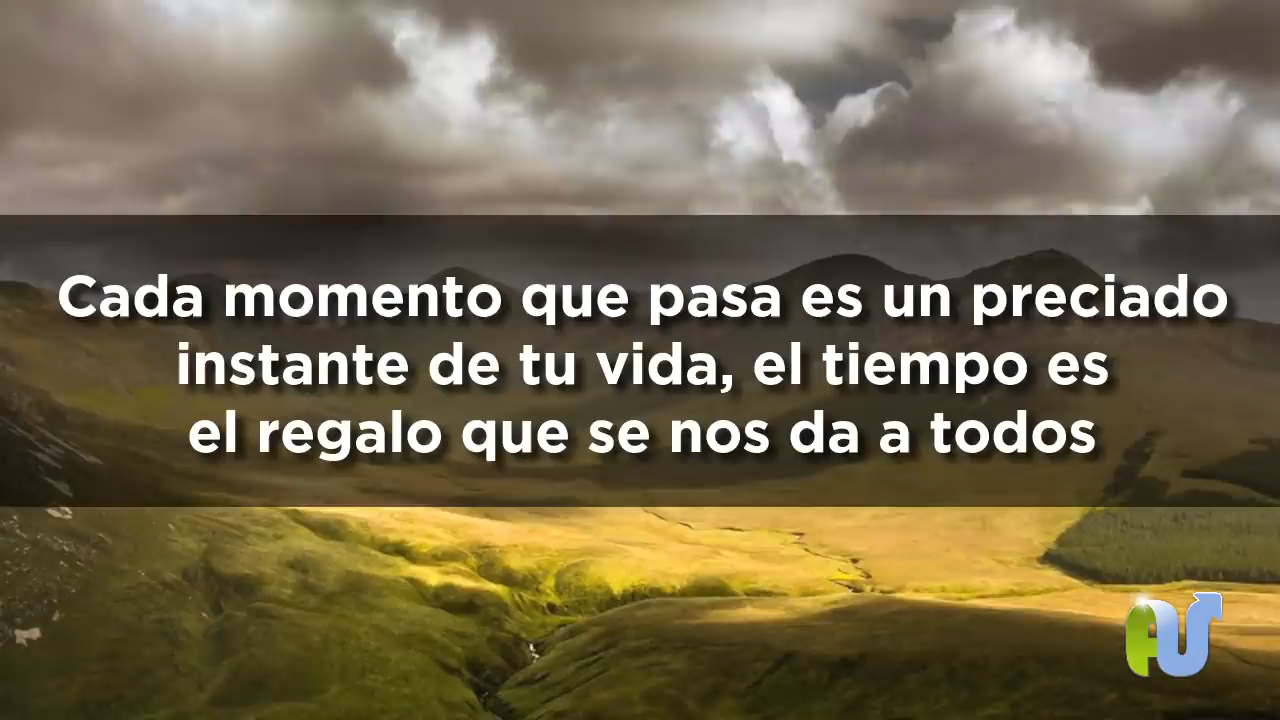 Cada momento que pasa es un preciado
instante de tu vida, el tiempo es
el regalo que se nos da a todos